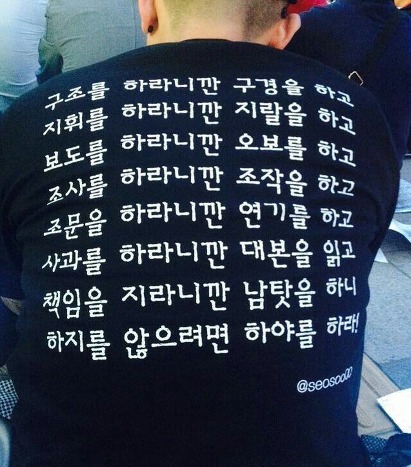 구조를 하라니깐 구경을 하고
지휘를 하라니깐 지랄을 하고
보도를 하라니깐 오보를 하고
조사를 하라니깐 조작을 하고
조문을 하라니깐 연기를 하고
사과를 하라니깐 대본을 읽고
책임을 지라니깐 남탓을 하니
하지를 않으려면 하야를 하라!
@seosoo00